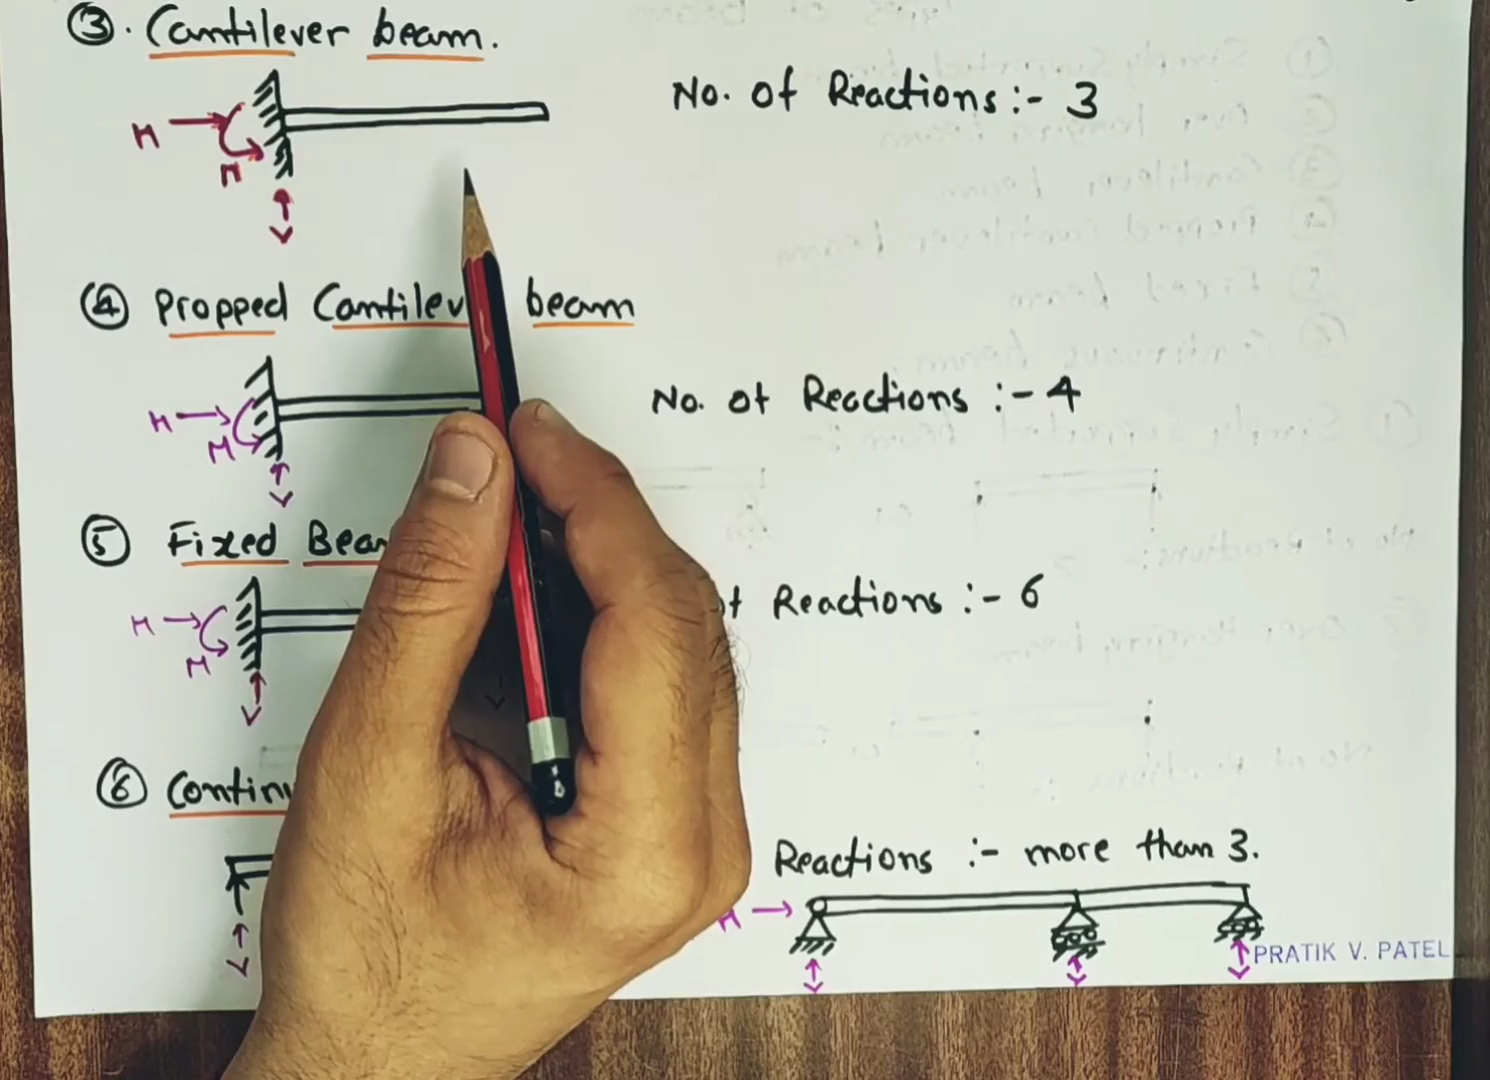 ③. Cantilever beam.
No. of Reactions :- 3
H
M
V
④ Propped Cantilev beam
No. of Reactions :- 4
H
M
V
⑤ Fixed Bea
of Reactions :- 6
H
M
V
⑥ Contin
Reactions :- more than 3.
H
V
V
V
V
PRATIK V. PATEL